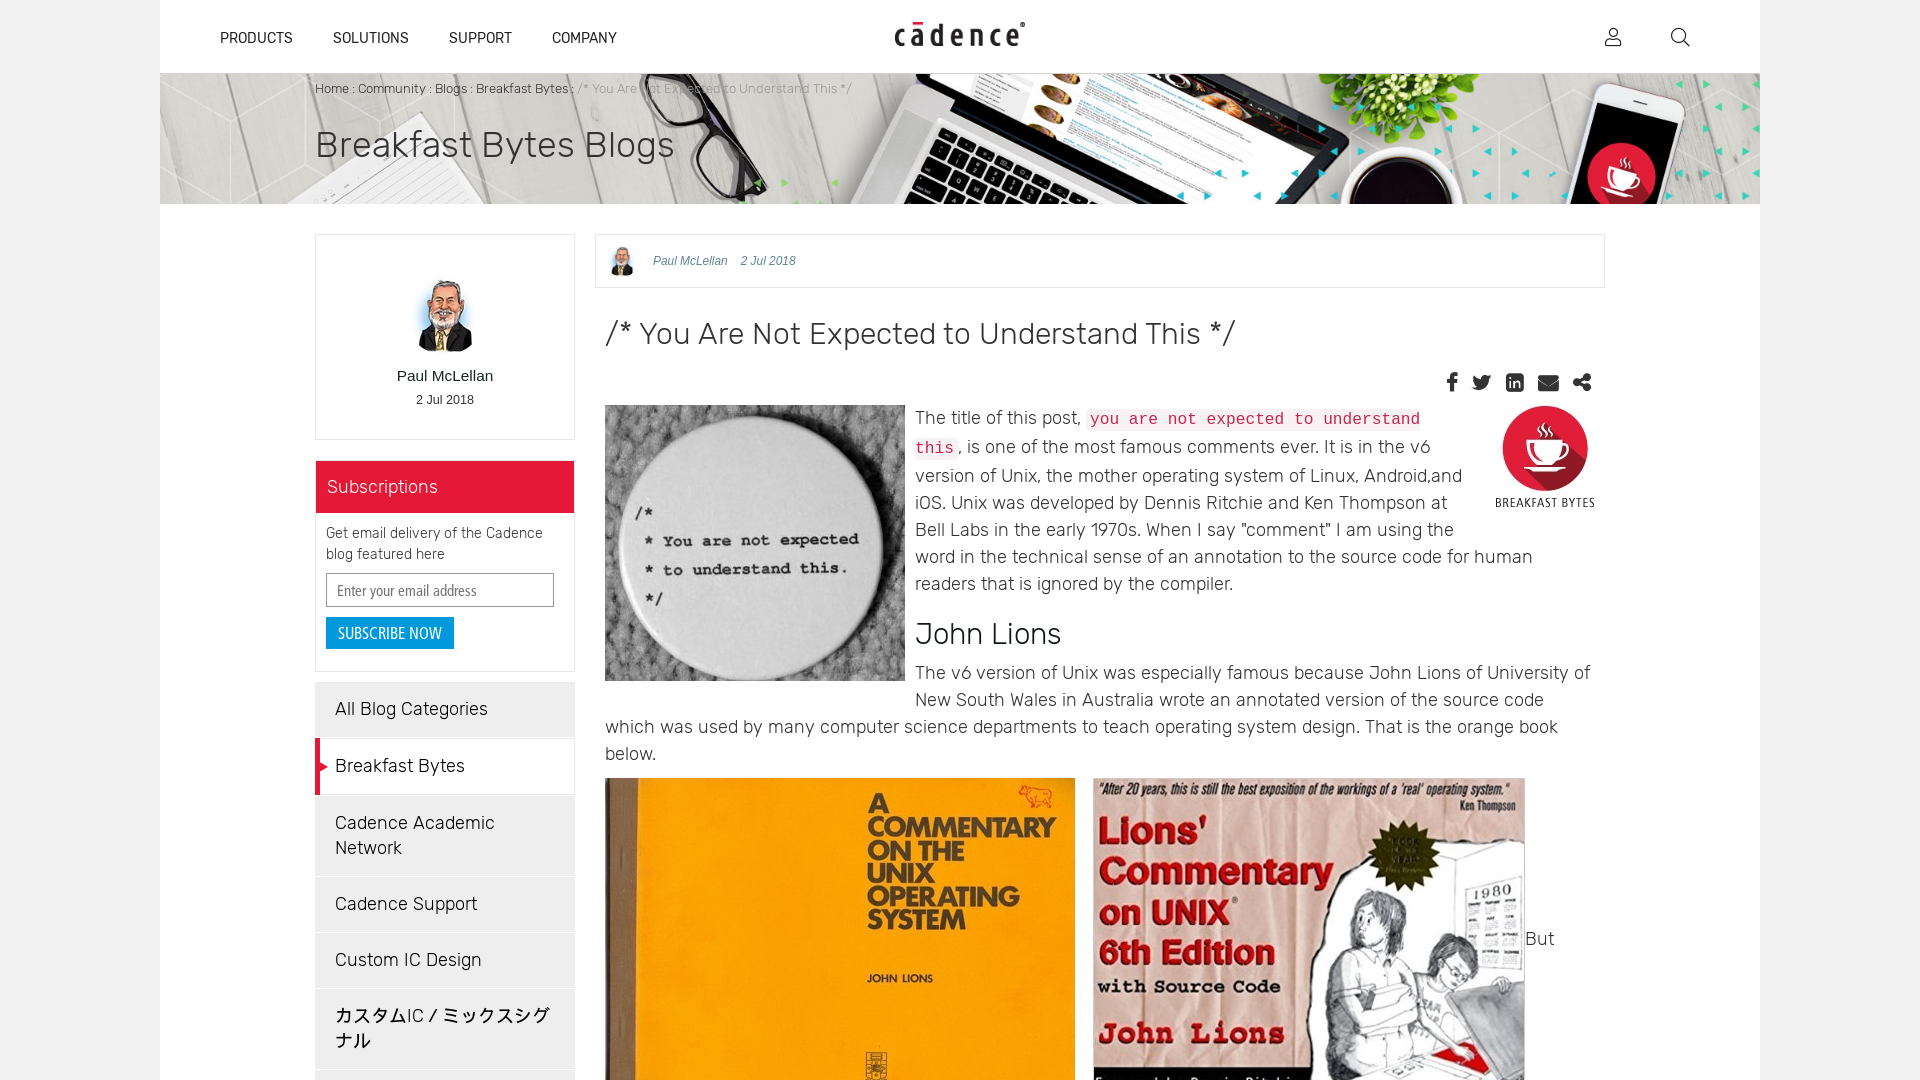 PRODUCTS SOLUTIONS SUPPORT COMPANY
cādence®
Home : Community : Blogs : Breakfast Bytes : /* You Are Not Expected to Understand This */
Breakfast Bytes Blogs
Paul McLellan
2 Jul 2018
Subscriptions
Get email delivery of the Cadence
blog featured here
Enter your email address
SUBSCRIBE NOW
All Blog Categories
Breakfast Bytes
Cadence Academic
Network
Cadence Support
Custom IC Design
カスタムIC / ミックスシグ
ナル
Paul McLellan 2 Jul 2018
/* You Are Not Expected to Understand This */
/*
* You are not expected
* to understand this.
*/
The title of this post, you are not expected to understand
this, is one of the most famous comments ever. It is in the v6
version of Unix, the mother operating system of Linux, Android,and
iOS. Unix was developed by Dennis Ritchie and Ken Thompson at
Bell Labs in the early 1970s. When I say "comment" I am using the
word in the technical sense of an annotation to the source code for human
readers that is ignored by the compiler.
BREAKFAST BYTES
John Lions
The v6 version of Unix was especially famous because John Lions of University of
New South Wales in Australia wrote an annotated version of the source code
which was used by many computer science departments to teach operating system design. That is the orange book
below.
A
COMMENTARY
ON THE
UNIX
OPERATING
SYSTEM
JOHN LIONS
"After 20 years, this is still the best exposition of the workings of a 'real' operating system."
Ken Thompson
Lions'
Commentary
on UNIX®
6th Edition
with Source Code
John Lions
1980
But